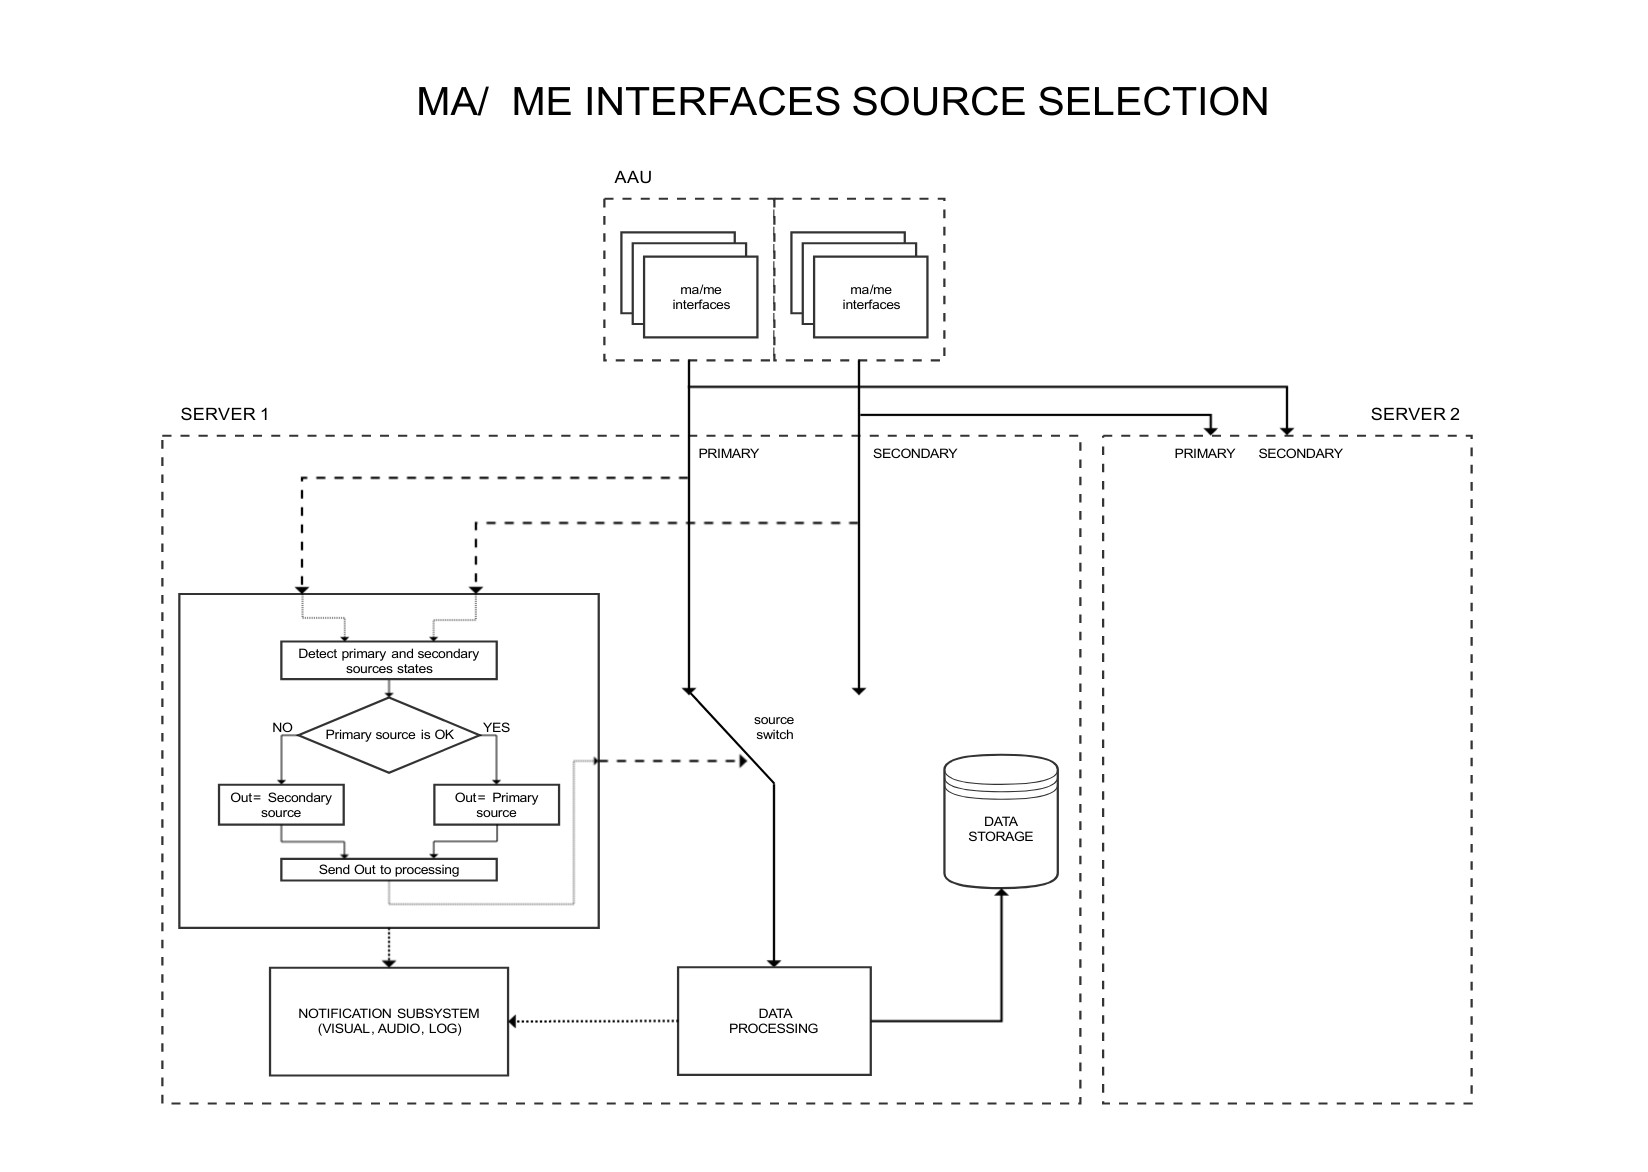 MA/ ME INTERFACES SOURCE SELECTION
AAU
ma/me
interfaces
ma/me
interfaces
SERVER 1
SERVER 2
PRIMARY
SECONDARY
PRIMARY
SECONDARY
Detect primary and secondary
sources states
NO
Primary source is OK
YES
source
switch
Out= Secondary
source
Out= Primary
source
DATA
STORAGE
Send Out to processing
NOTIFICATION SUBSYSTEM
(VISUAL, AUDIO, LOG)
DATA
PROCESSING